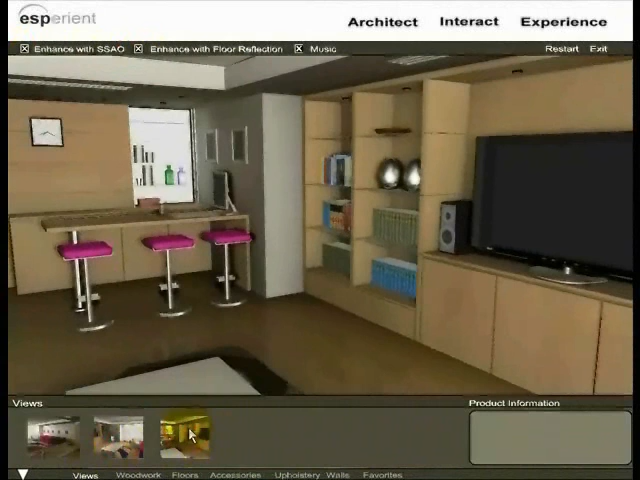 esperient
Architect Interact Experience
Enhance with SSAO Enhance with Floor Reflection Music Restart Exit
Views Product Information
Views Woodwork Floors Accessories Upholstery Walls Favorites